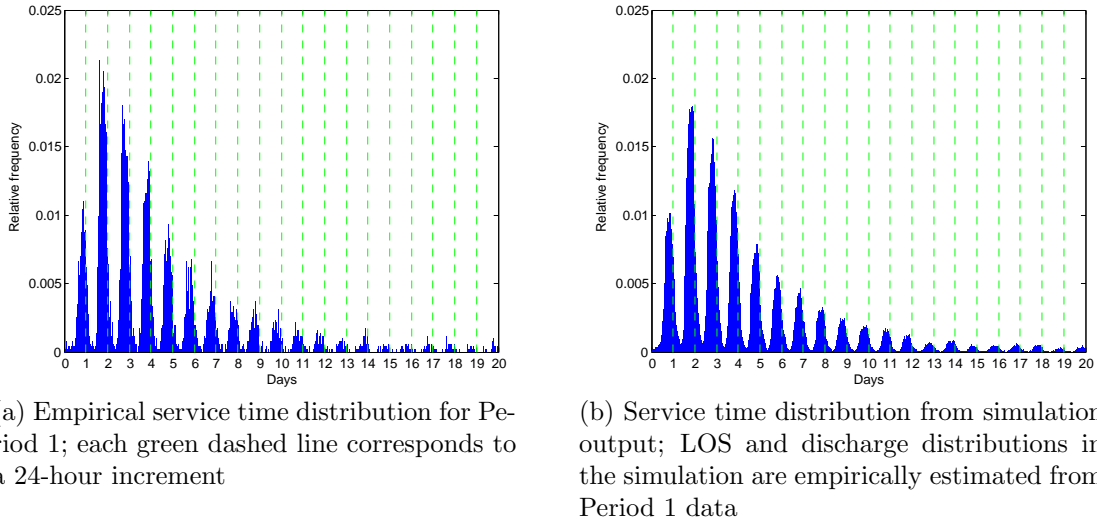 0.025
0.02
0.015
0.01
0.005
0
Relative frequency
0 1 2 3 4 5 6 7 8 9 10 11 12 13 14 15 16 17 18 19 20
Days
(a) Empirical service time distribution for Pe-
riod 1; each green dashed line corresponds to
a 24-hour increment
0.025
0.02
0.015
0.01
0.005
0
Relative frequency
0 1 2 3 4 5 6 7 8 9 10 11 12 13 14 15 16 17 18 19 20
Days
(b) Service time distribution from simulation
output; LOS and discharge distributions in
the simulation are empirically estimated from
Period 1 data